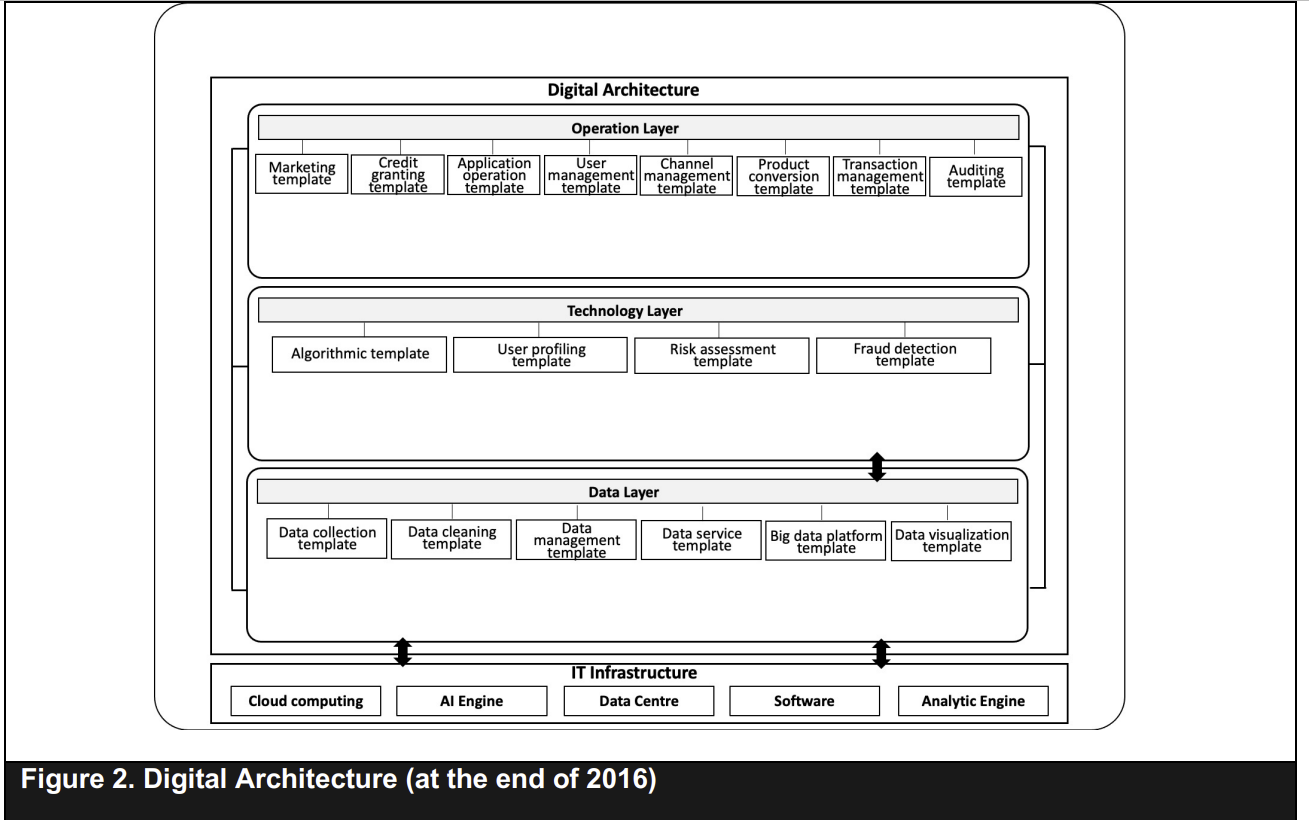 Digital Architecture
Operation Layer
Marketing
template
Credit
granting
template
Application
operation
template
User
management
template
Channel
management
template
Product
conversion
template
Transaction
management
template
Auditing
template
Technology Layer
Algorithmic template
User profiling
template
Risk assessment
template
Fraud detection
template
Data Layer
Data collection
template
Data cleaning
template
Data
management
template
Data service
template
Big data platform
template
Data visualization
template
IT Infrastructure
Cloud computing
AI Engine
Data Centre
Software
Analytic Engine
Figure 2. Digital Architecture (at the end of 2016)